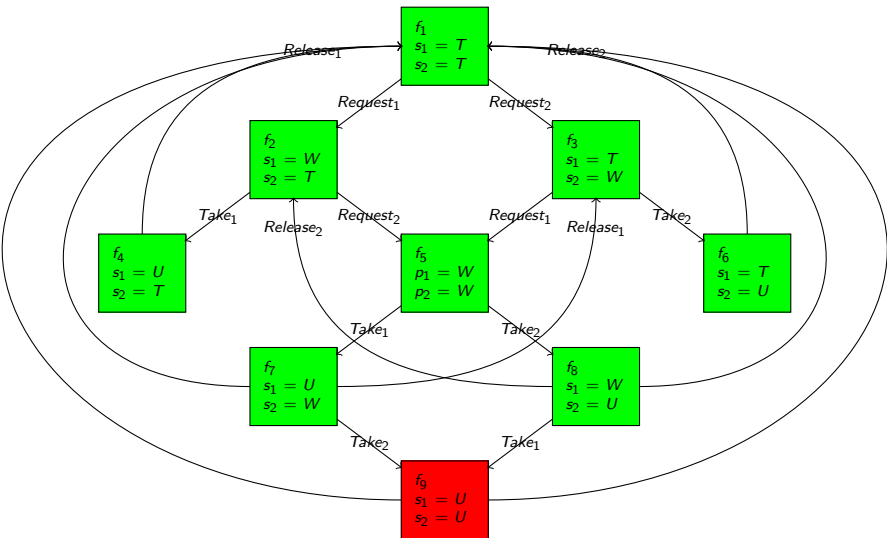 f1
s1 = T
s2 = T
Release1
Release2
Request1
Request2
f2
s1 = W
s2 = T
f3
s1 = T
s2 = W
Take1
Request2
Request1
Take2
Release2
Release1
f4
s1 = U
s2 = T
f5
p1 = W
p2 = W
f6
s1 = T
s2 = U
Take1
Take2
f7
s1 = U
s2 = W
f8
s1 = W
s2 = U
Take2
Take1
f9
s1 = U
s2 = U